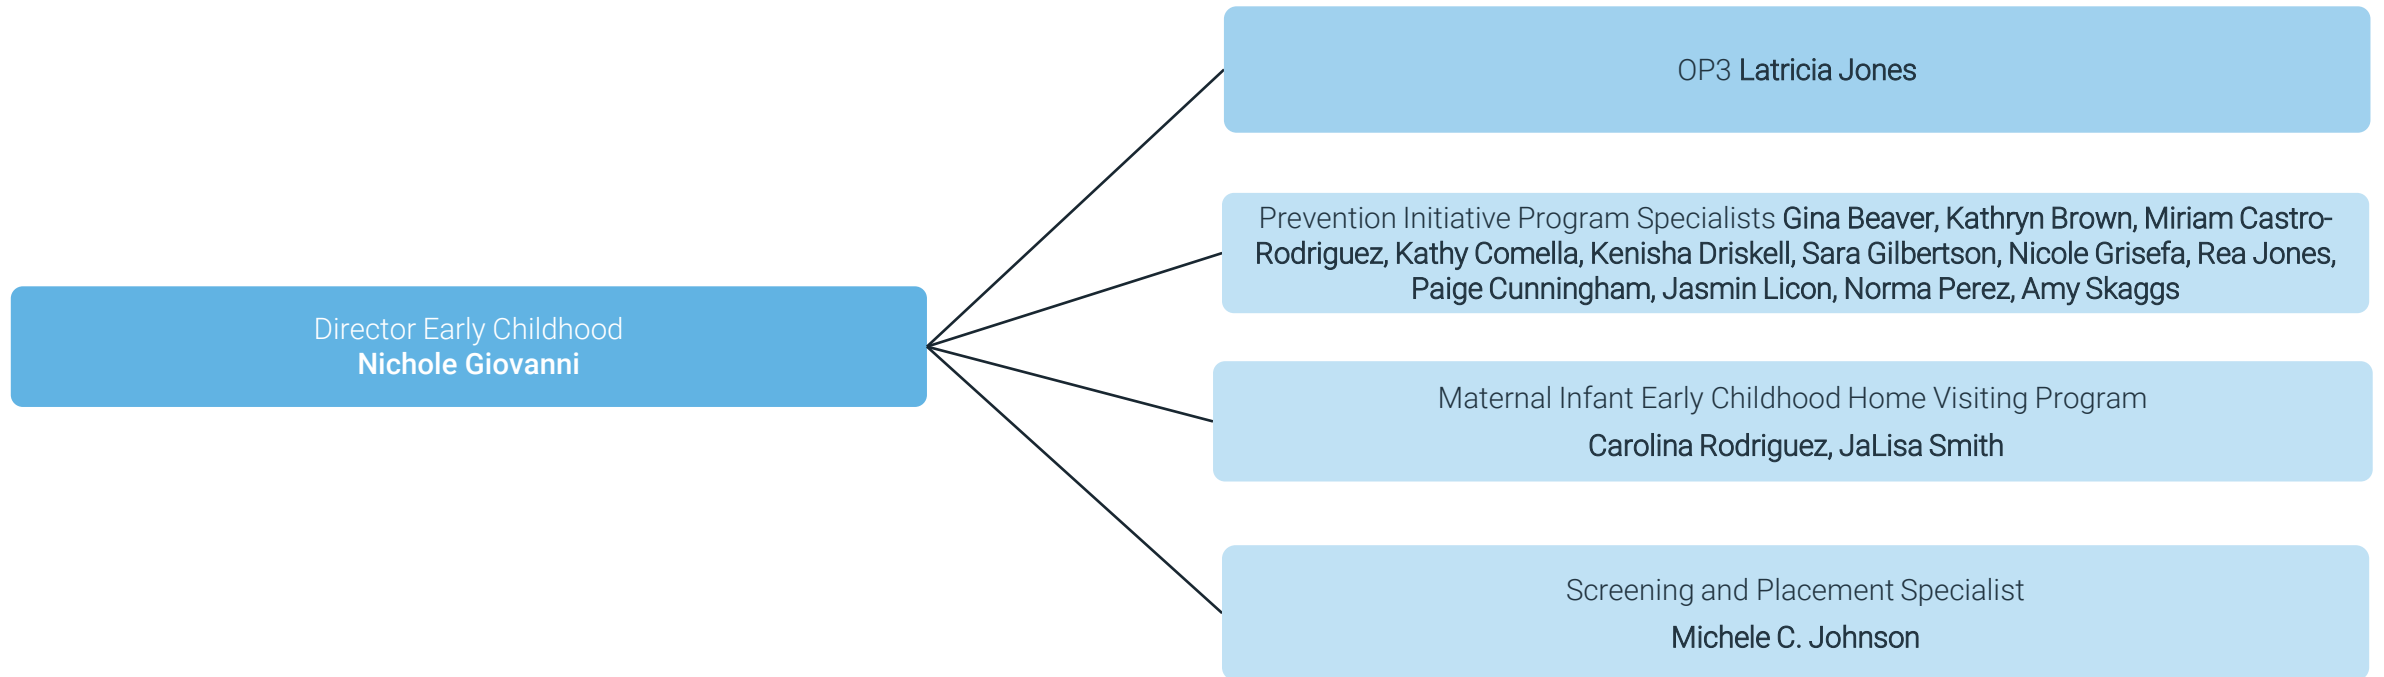 OP3 Latricia Jones
Prevention Initiative Program Specialists Gina Beaver, Kathryn Brown, Miriam Castro-
Rodriguez, Kathy Comella, Kenisha Driskell, Sara Gilbertson, Nicole Grisefa, Rea Jones,
Paige Cunningham, Jasmin Licon, Norma Perez, Amy Skaggs
Director Early Childhood
Nichole Giovanni
Maternal Infant Early Childhood Home Visiting Program
Carolina Rodriguez, JaLisa Smith
Screening and Placement Specialist
Michele C. Johnson